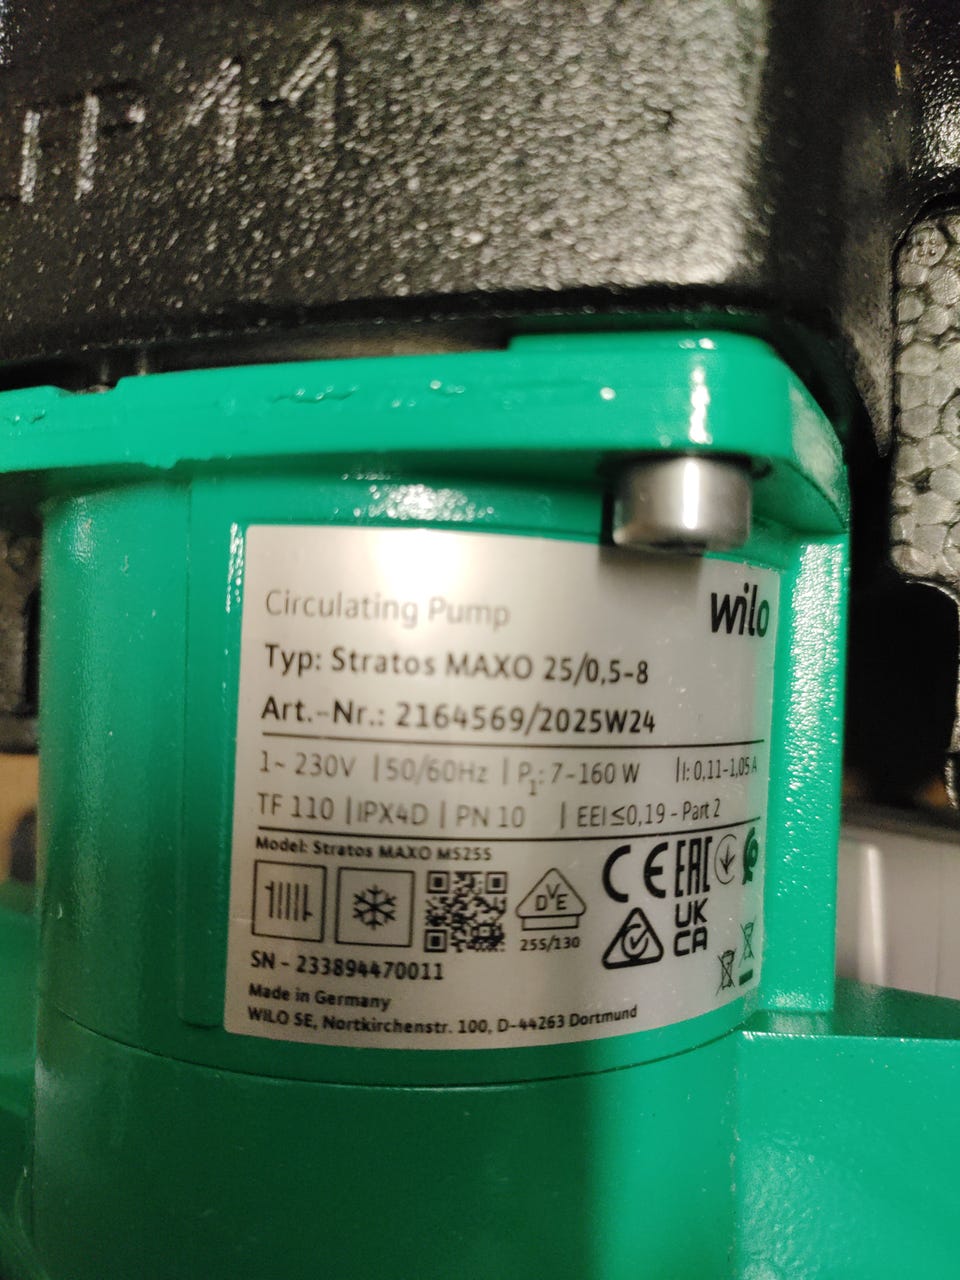 Circulating Pump
wilo
Typ: Stratos MAXO 25/0,5-8
Art.-Nr.: 2164569/2025W24
1~ 230V | 50/60Hz | P1: 7-160 W | I: 0,11-1,05 A
TF 110 | IPX4D | PN 10 | EEI ≤0,19 - Part 2
Model: Stratos MAXO M5255
DVE
255/130
CE EAC
UK
CA
SN - 233894470011
Made in Germany
WILO SE, Nortkirchenstr. 100, D-44263 Dortmund